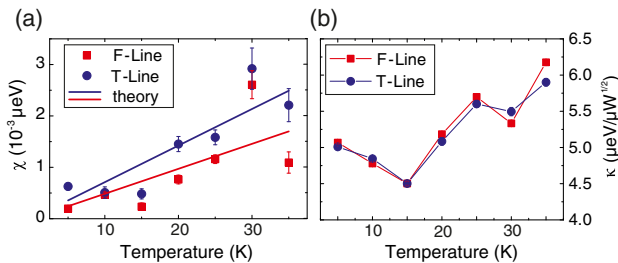 (a)
F-Line
T-Line
theory
χ (10⁻³ μeV)
3
2
1
0
10
20
30
Temperature (K)
(b)
F-Line
T-Line
κ (μeV/μW^1/2)
6.5
6.0
5.5
5.0
4.5
4.0
10
20
30
Temperature (K)